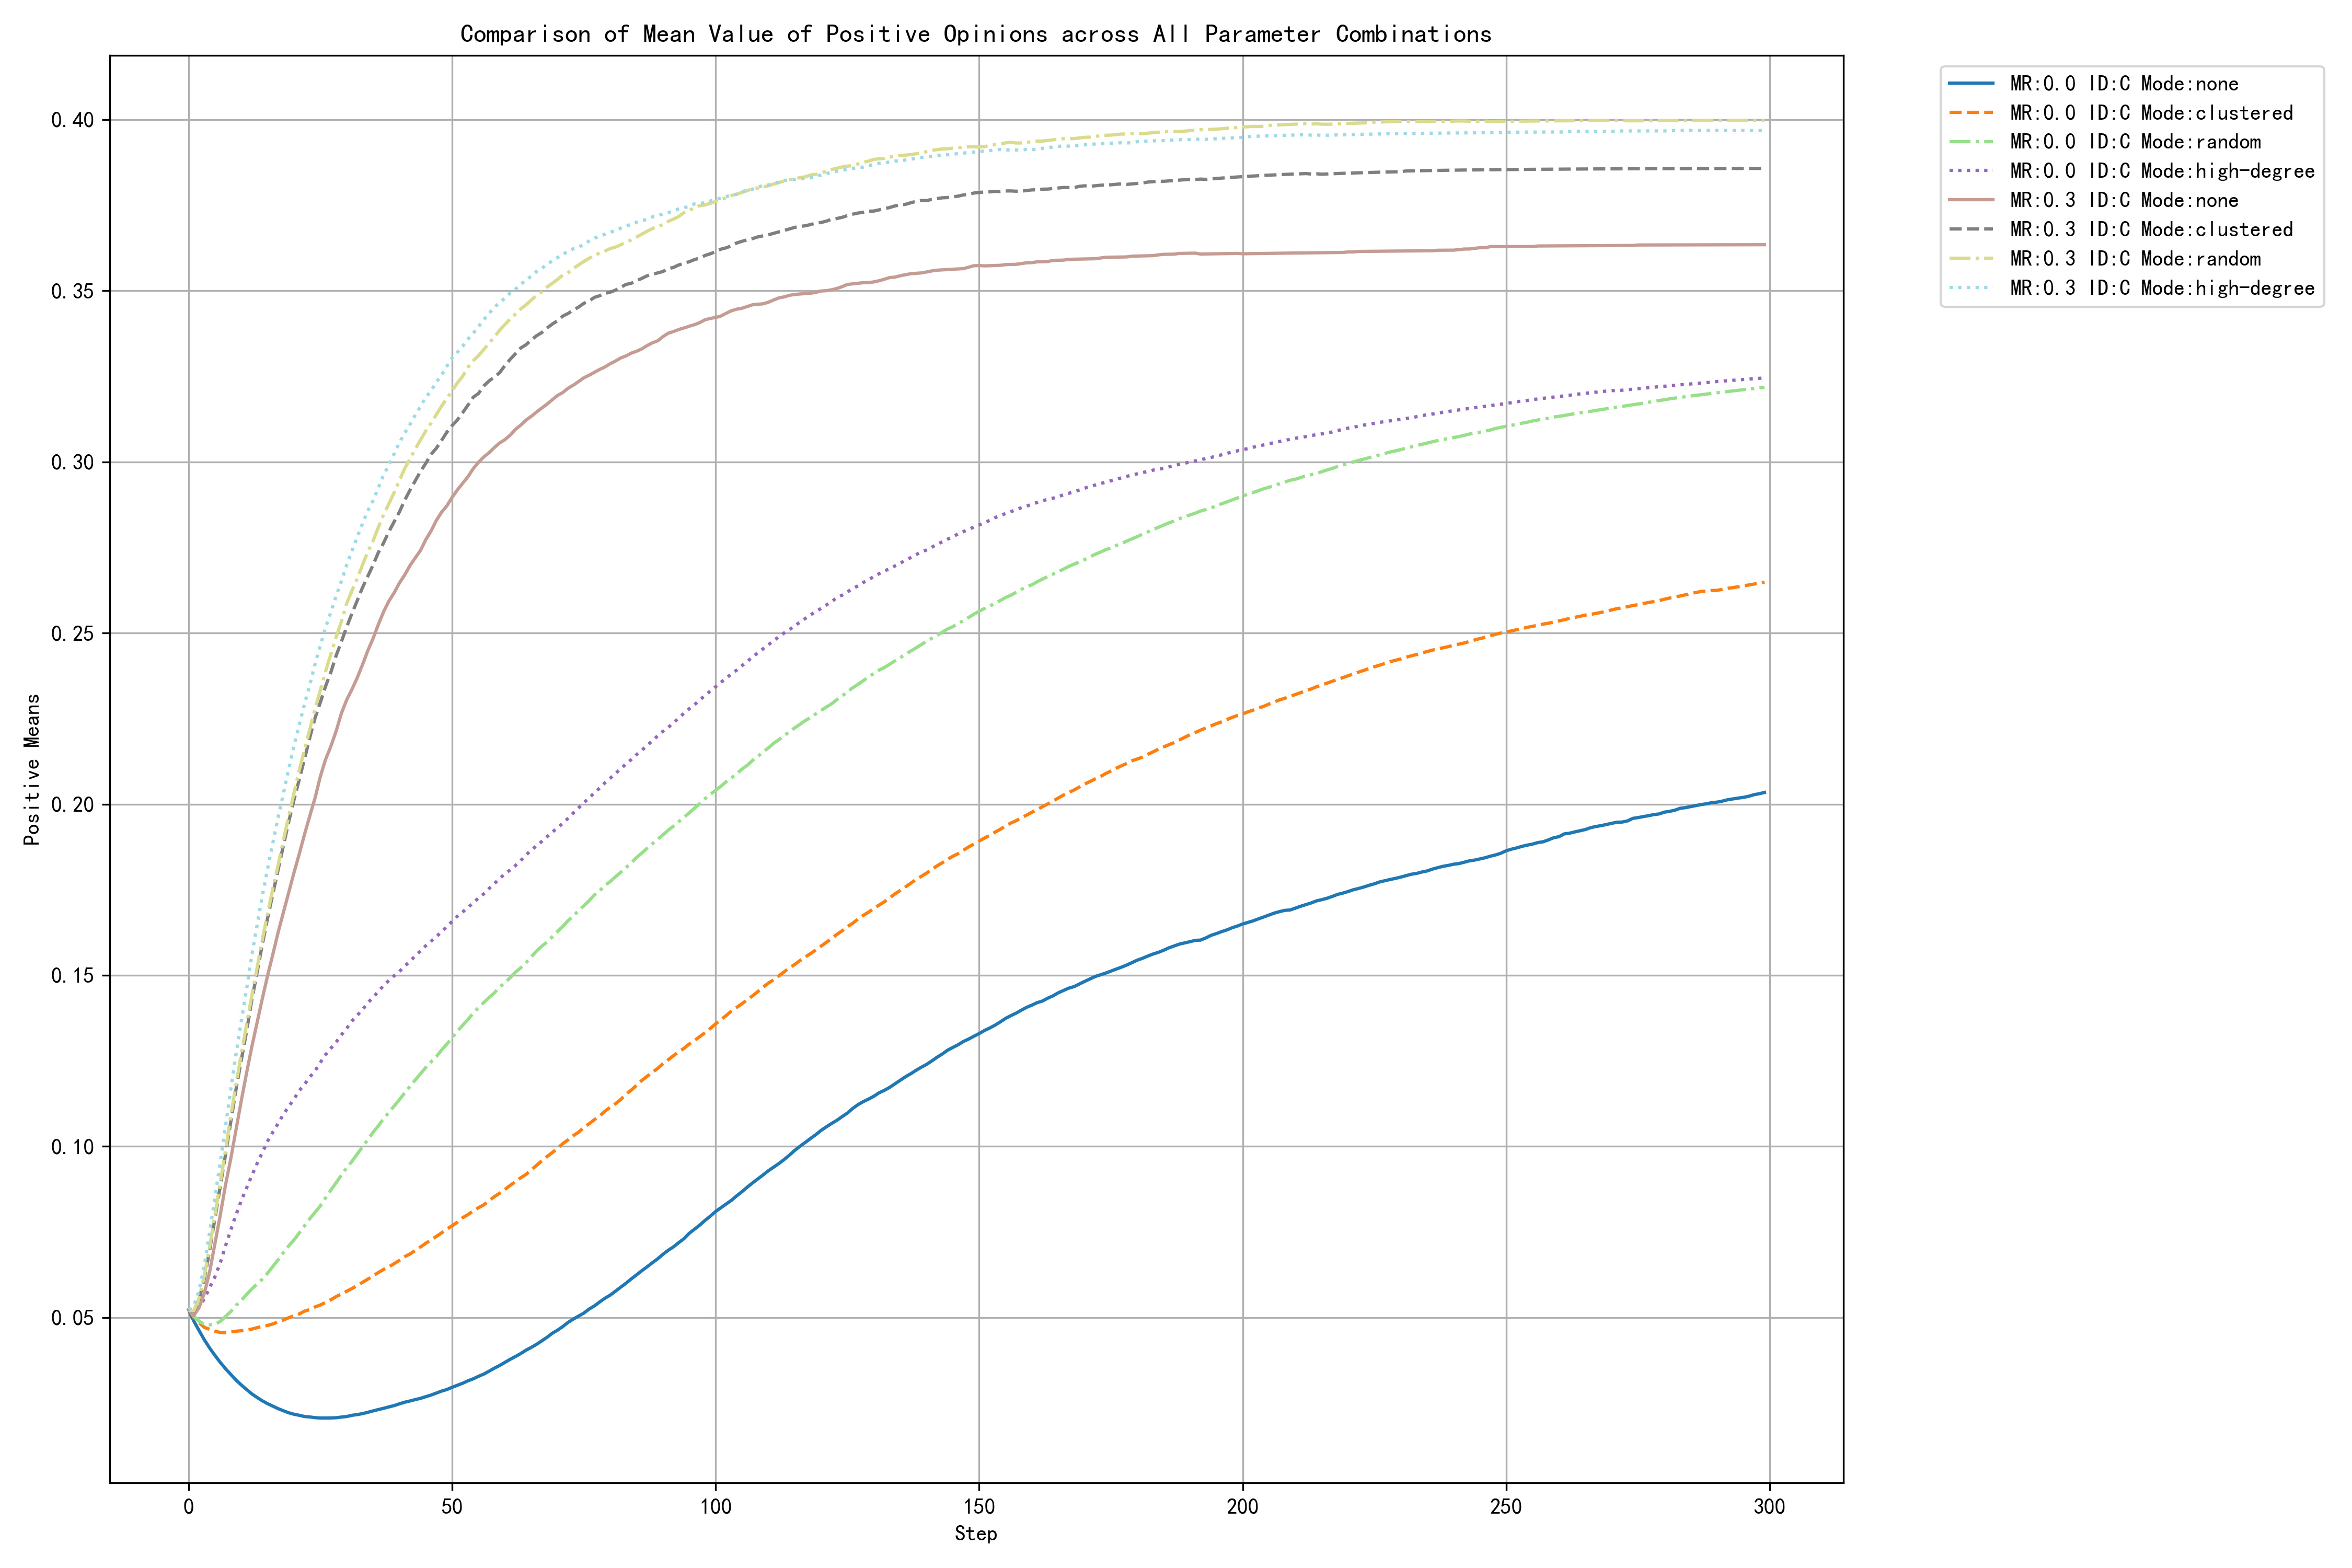 Comparison of Mean Value of Positive Opinions across All Parameter Combinations
MR:0.0 ID:C Mode:none
MR:0.0 ID:C Mode:clustered
MR:0.0 ID:C Mode:random
MR:0.0 ID:C Mode:high-degree
MR:0.3 ID:C Mode:none
MR:0.3 ID:C Mode:clustered
MR:0.3 ID:C Mode:random
MR:0.3 ID:C Mode:high-degree
Positive Means
0.40
0.35
0.30
0.25
0.20
0.15
0.10
0.05
0 50 100 150 200 250 300
Step